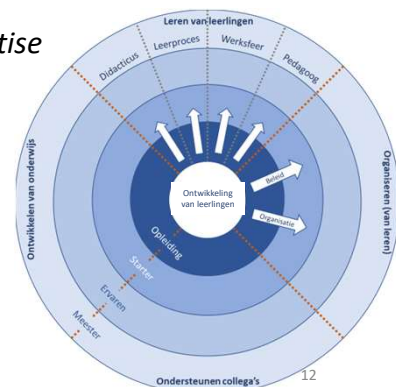 tise
Leren van leerlingen
Didacticus
Leerproces
Werksfeer
Pedagoog
Ontwikkelen van onderwijs
Organiseren (van leren)
Beleid
Organisatie
Ontwikkeling
van leerlingen
Opleiding
Starter
Ervaren
Meester
Ondersteunen collega's
12